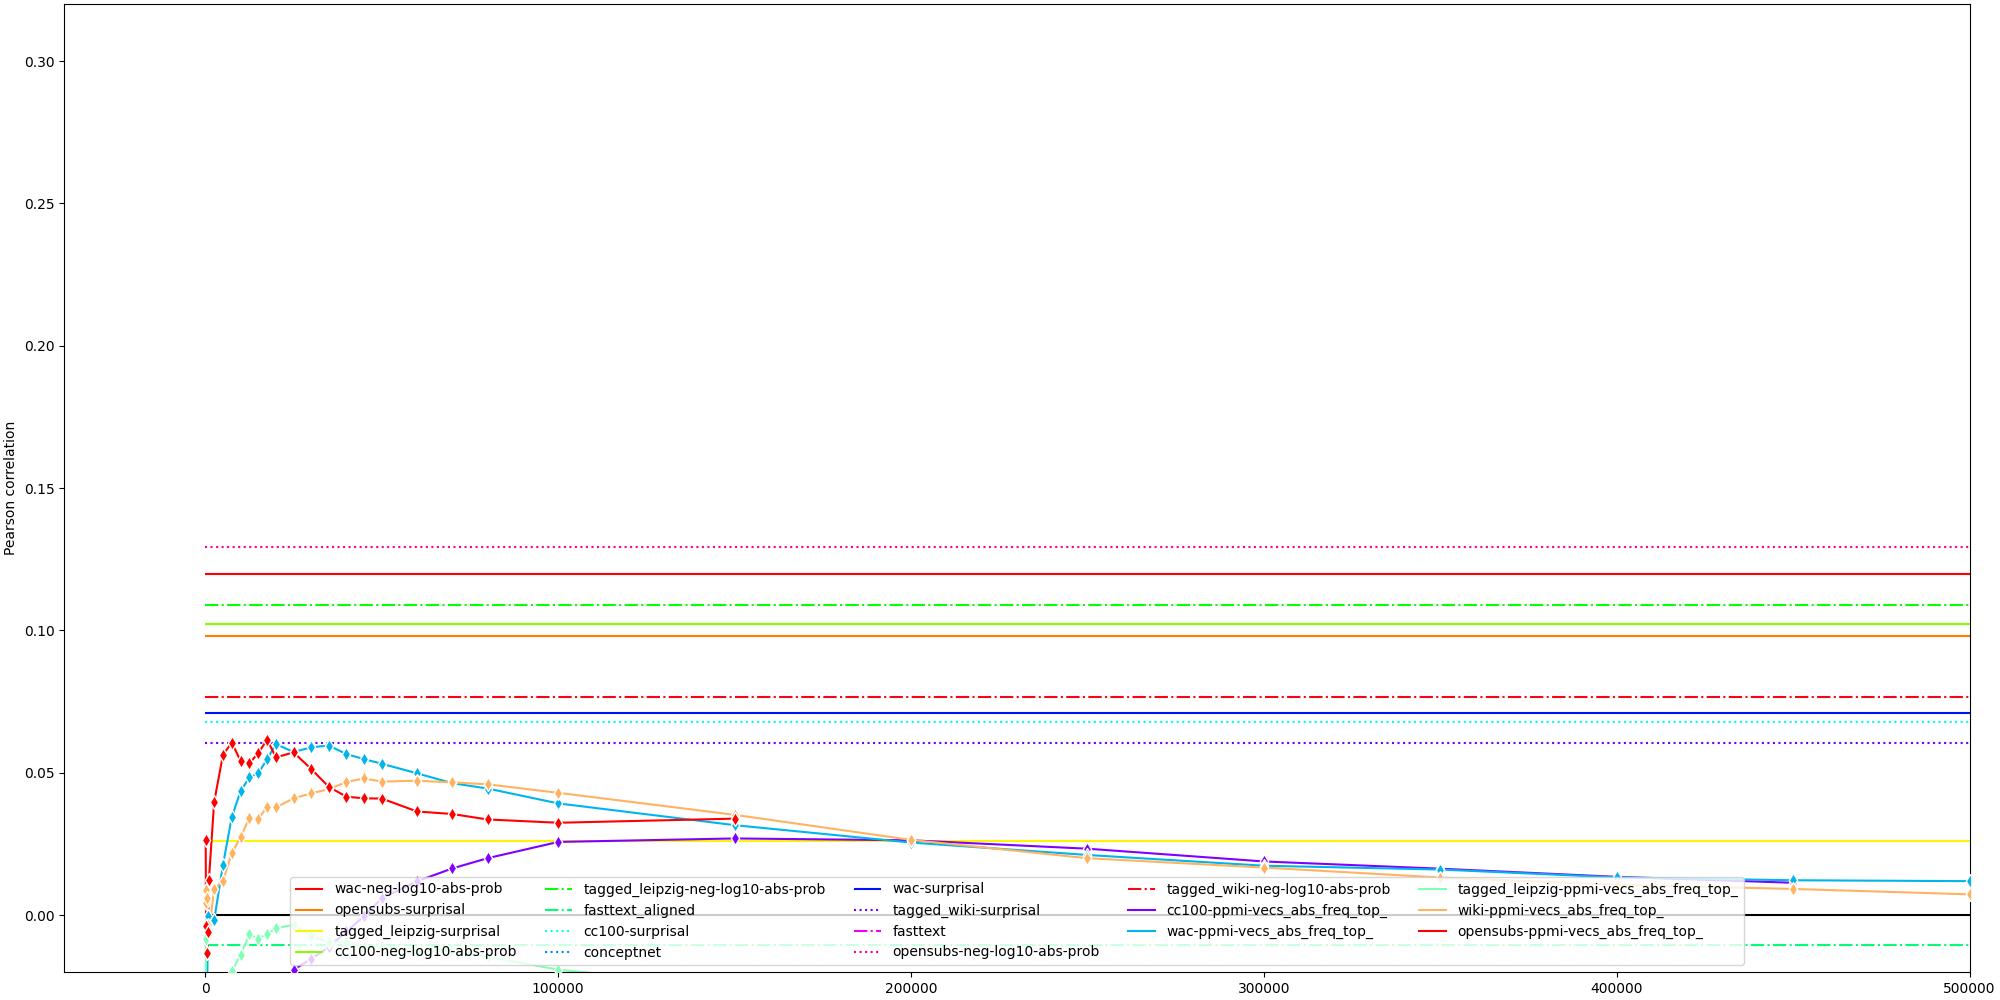 0.30
0.25
0.20
0.15
0.10
0.05
0.00
Pearson correlation
wac-neg-log10-abs-prob
opensubs-surprisal
tagged_leipzig-surprisal
cc100-neg-log10-abs-prob
tagged_leipzig-neg-log10-abs-prob
fasttext_aligned
cc100-surprisal
conceptnet
wac-surprisal
tagged_wiki-surprisal
fasttext
opensubs-neg-log10-abs-prob
tagged_wiki-neg-log10-abs-prob
cc100-ppmi-vecs_abs_freq_top_
wac-ppmi-vecs_abs_freq_top_
tagged_leipzig-ppmi-vecs_abs_freq_top_
wiki-ppmi-vecs_abs_freq_top_
opensubs-ppmi-vecs_abs_freq_top_
0 100000 200000 300000 400000 500000